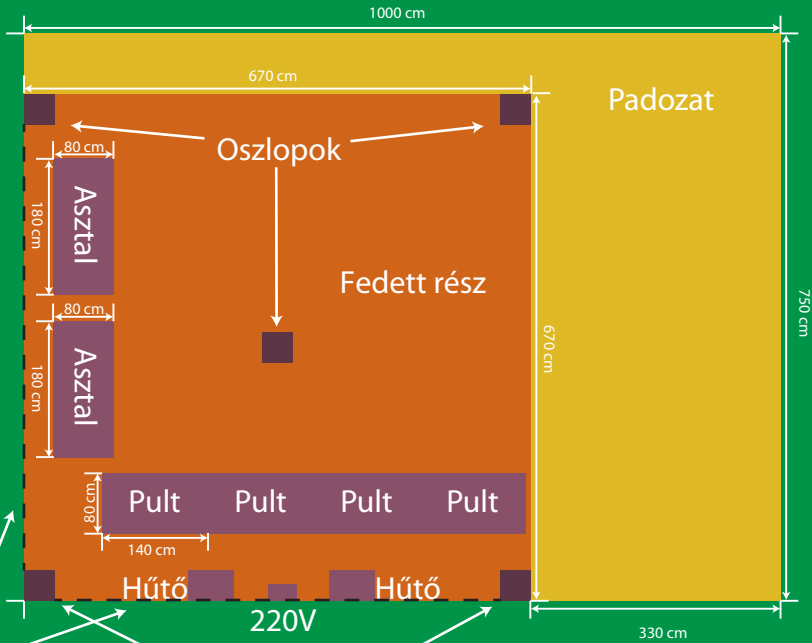 1000 cm
670 cm
Padozat
80 cm
Oszlopok
180 cm
Asztal
Fedett rész
750 cm
80 cm
670 cm
180 cm
Asztal
80 cm
Pult Pult Pult Pult
140 cm
Hűtő Hűtő
220V
330 cm